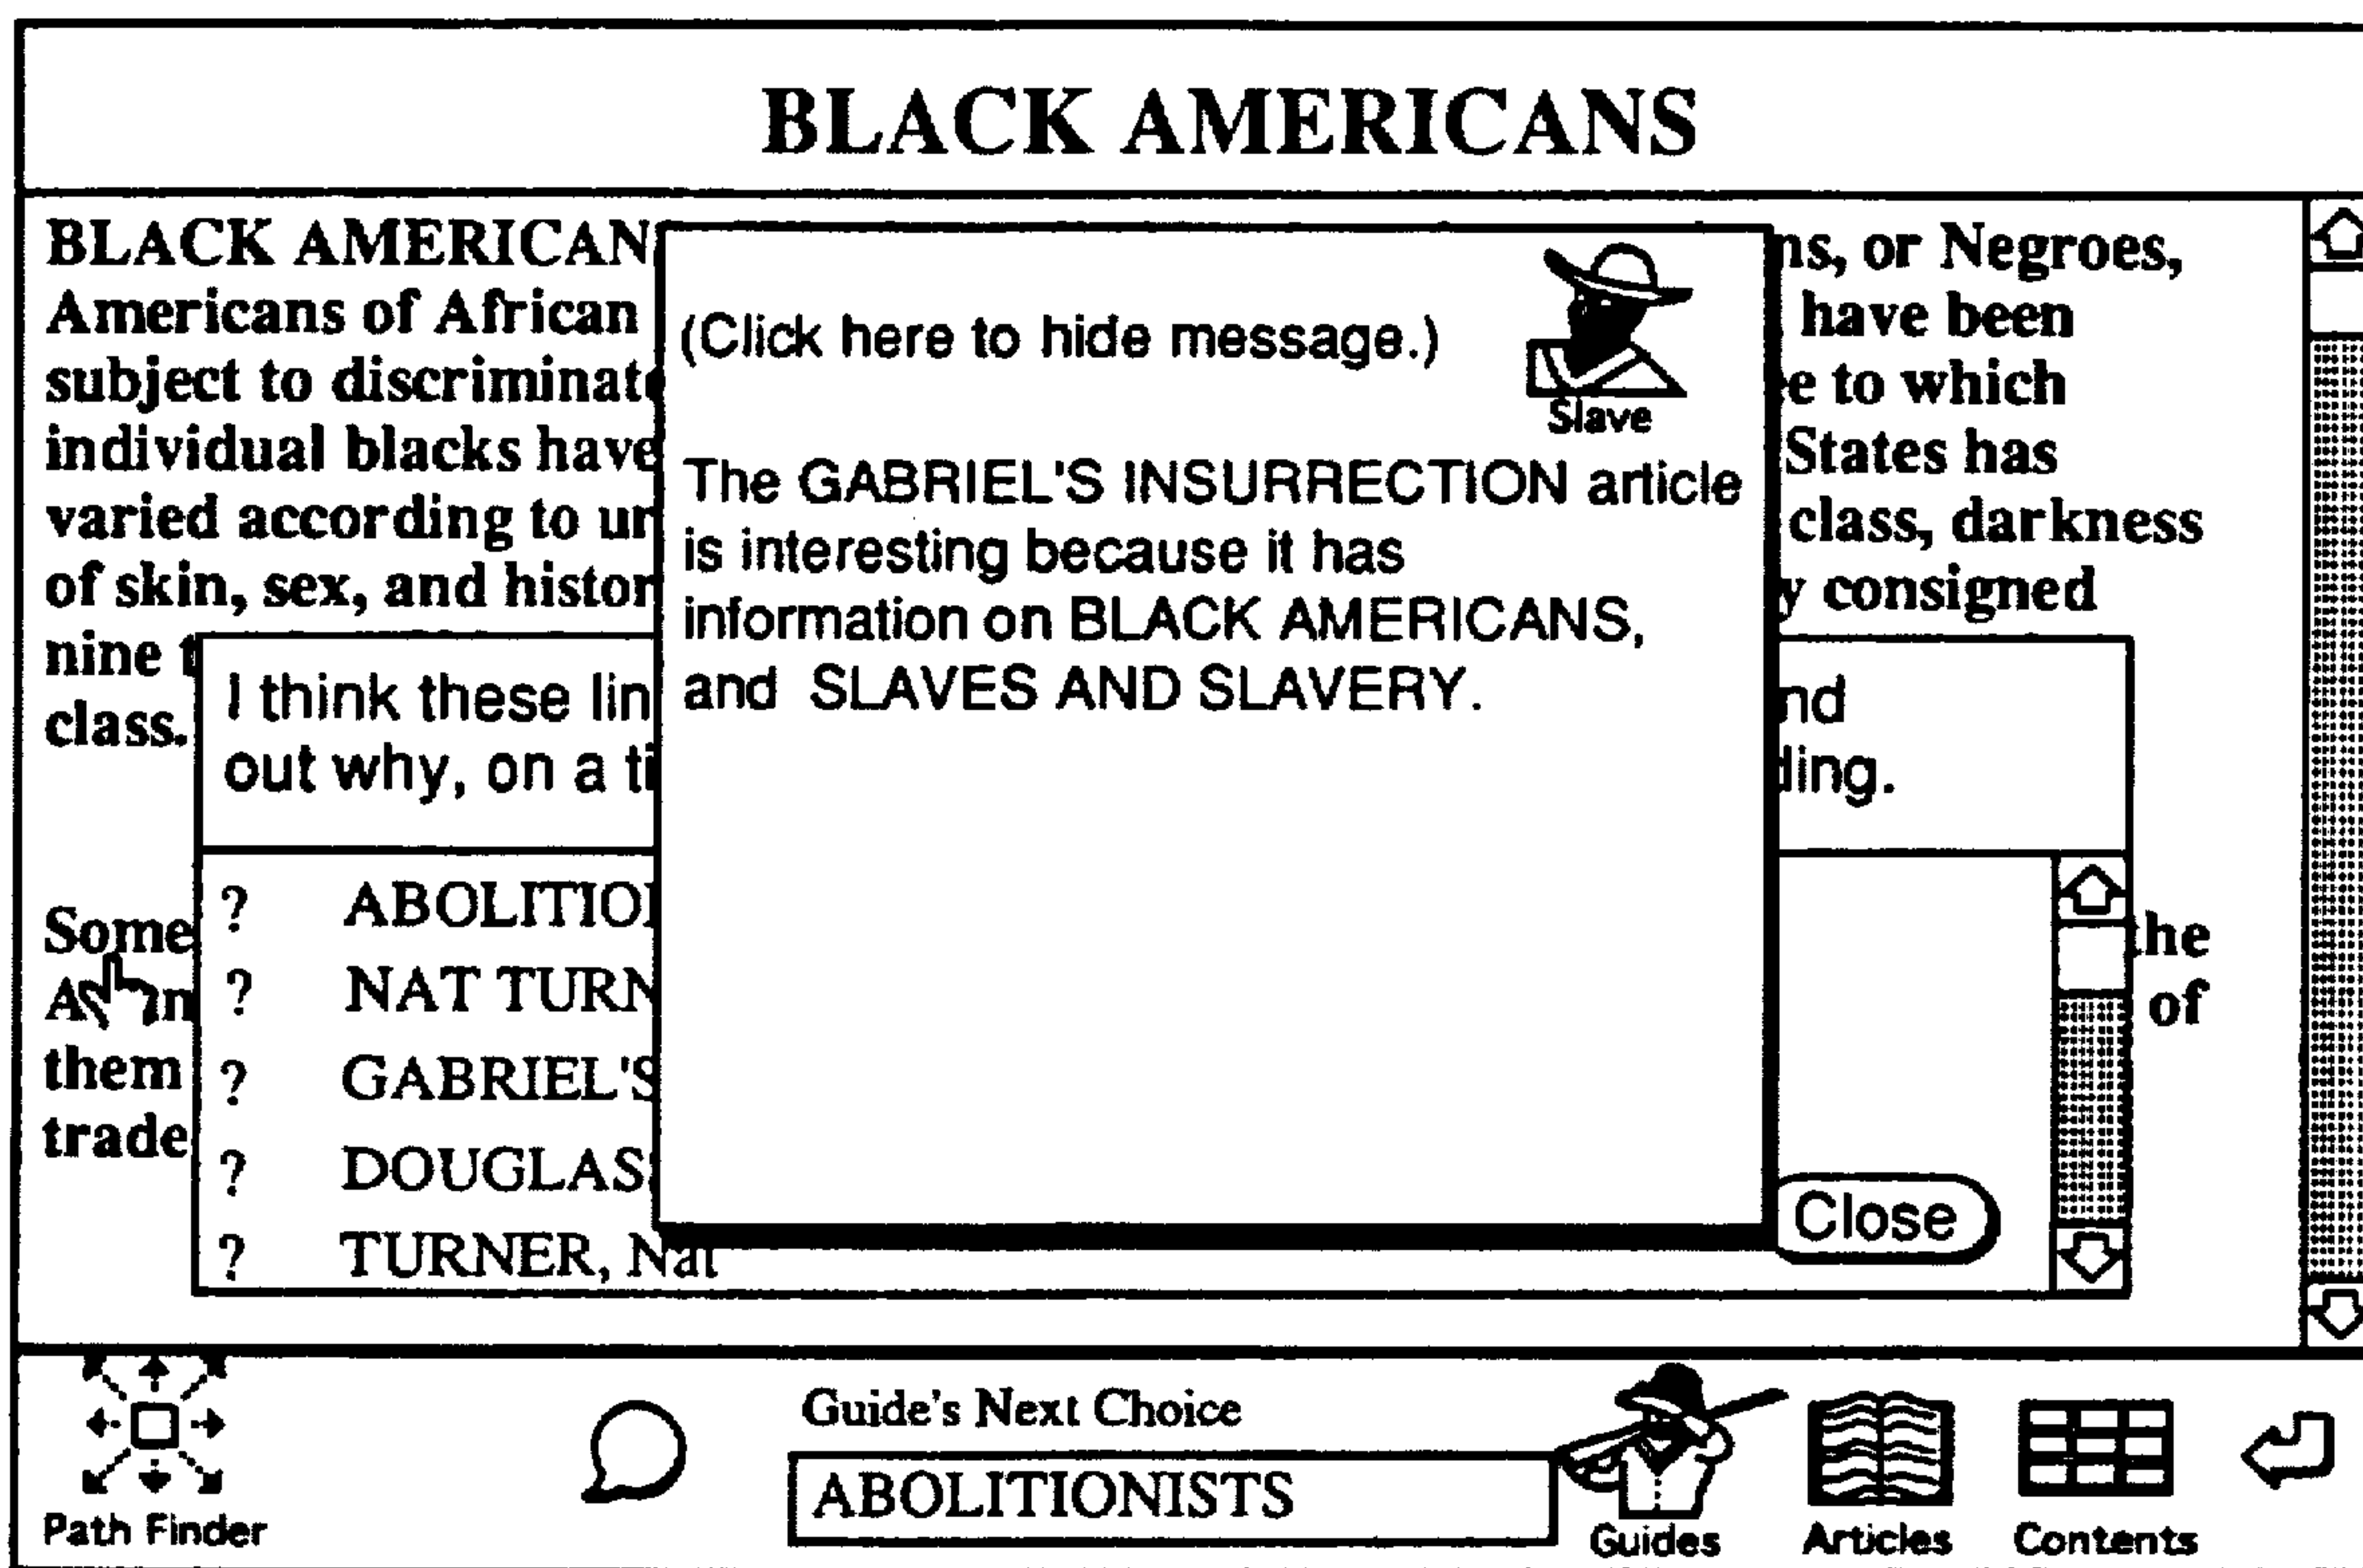 BLACK AMERICANS
BLACK AMERICAN ns, or Negroes,
Americans of African have been
subject to discriminat e to which
individual blacks have States has
varied according to un class, darkness
of skin, sex, and histor y consigned
nine
class.
(Click here to hide message.)
Slave
The GABRIEL'S INSURRECTION article
is interesting because it has
information on BLACK AMERICANS,
and SLAVES AND SLAVERY.
I think these lin nd
out why, on a ti ding.
? ABOLITIO
? NAT TURN
? GABRIEL'S
? DOUGLAS
? TURNER, Nat
Close
Some he
of
them
trade
Guide's Next Choice
ABOLITIONISTS
Path Finder
Guides
Articles
Contents